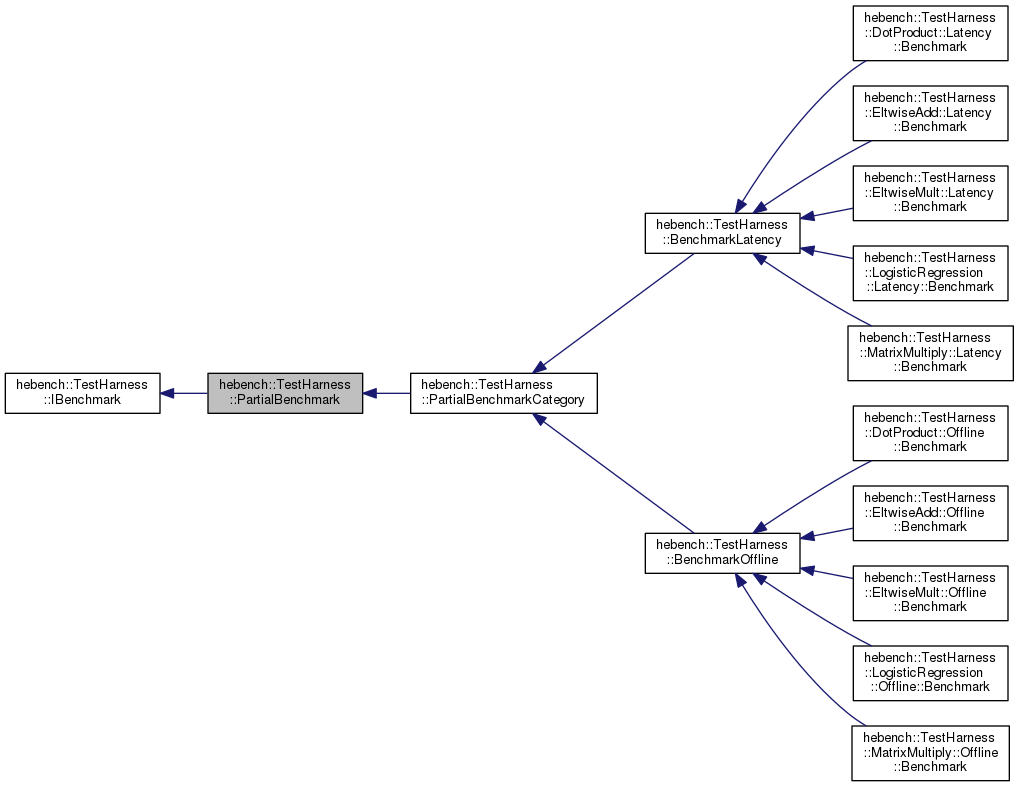 hebench::TestHarness
::DotProduct::Latency
::Benchmark
hebench::TestHarness
::EltwiseAdd::Latency
::Benchmark
hebench::TestHarness
::EltwiseMult::Latency
::Benchmark
hebench::TestHarness
::BenchmarkLatency
hebench::TestHarness
::LogisticRegression
::Latency::Benchmark
hebench::TestHarness
::MatrixMultiply::Latency
::Benchmark
hebench::TestHarness
::IBenchmark
hebench::TestHarness
::PartialBenchmark
hebench::TestHarness
::PartialBenchmarkCategory
hebench::TestHarness
::DotProduct::Offline
::Benchmark
hebench::TestHarness
::EltwiseAdd::Offline
::Benchmark
hebench::TestHarness
::BenchmarkOffline
hebench::TestHarness
::EltwiseMult::Offline
::Benchmark
hebench::TestHarness
::LogisticRegression
::Offline::Benchmark
hebench::TestHarness
::MatrixMultiply::Offline
::Benchmark